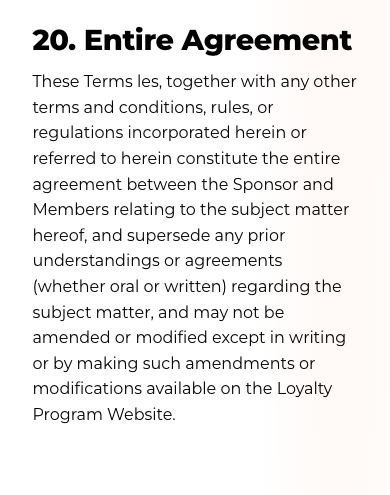 20. Entire Agreement
These Terms les, together with any other
terms and conditions, rules, or
regulations incorporated herein or
referred to herein constitute the entire
agreement between the Sponsor and
Members relating to the subject matter
hereof, and supersede any prior
understandings or agreements
(whether oral or written) regarding the
subject matter, and may not be
amended or modified except in writing
or by making such amendments or
modifications available on the Loyalty
Program Website.